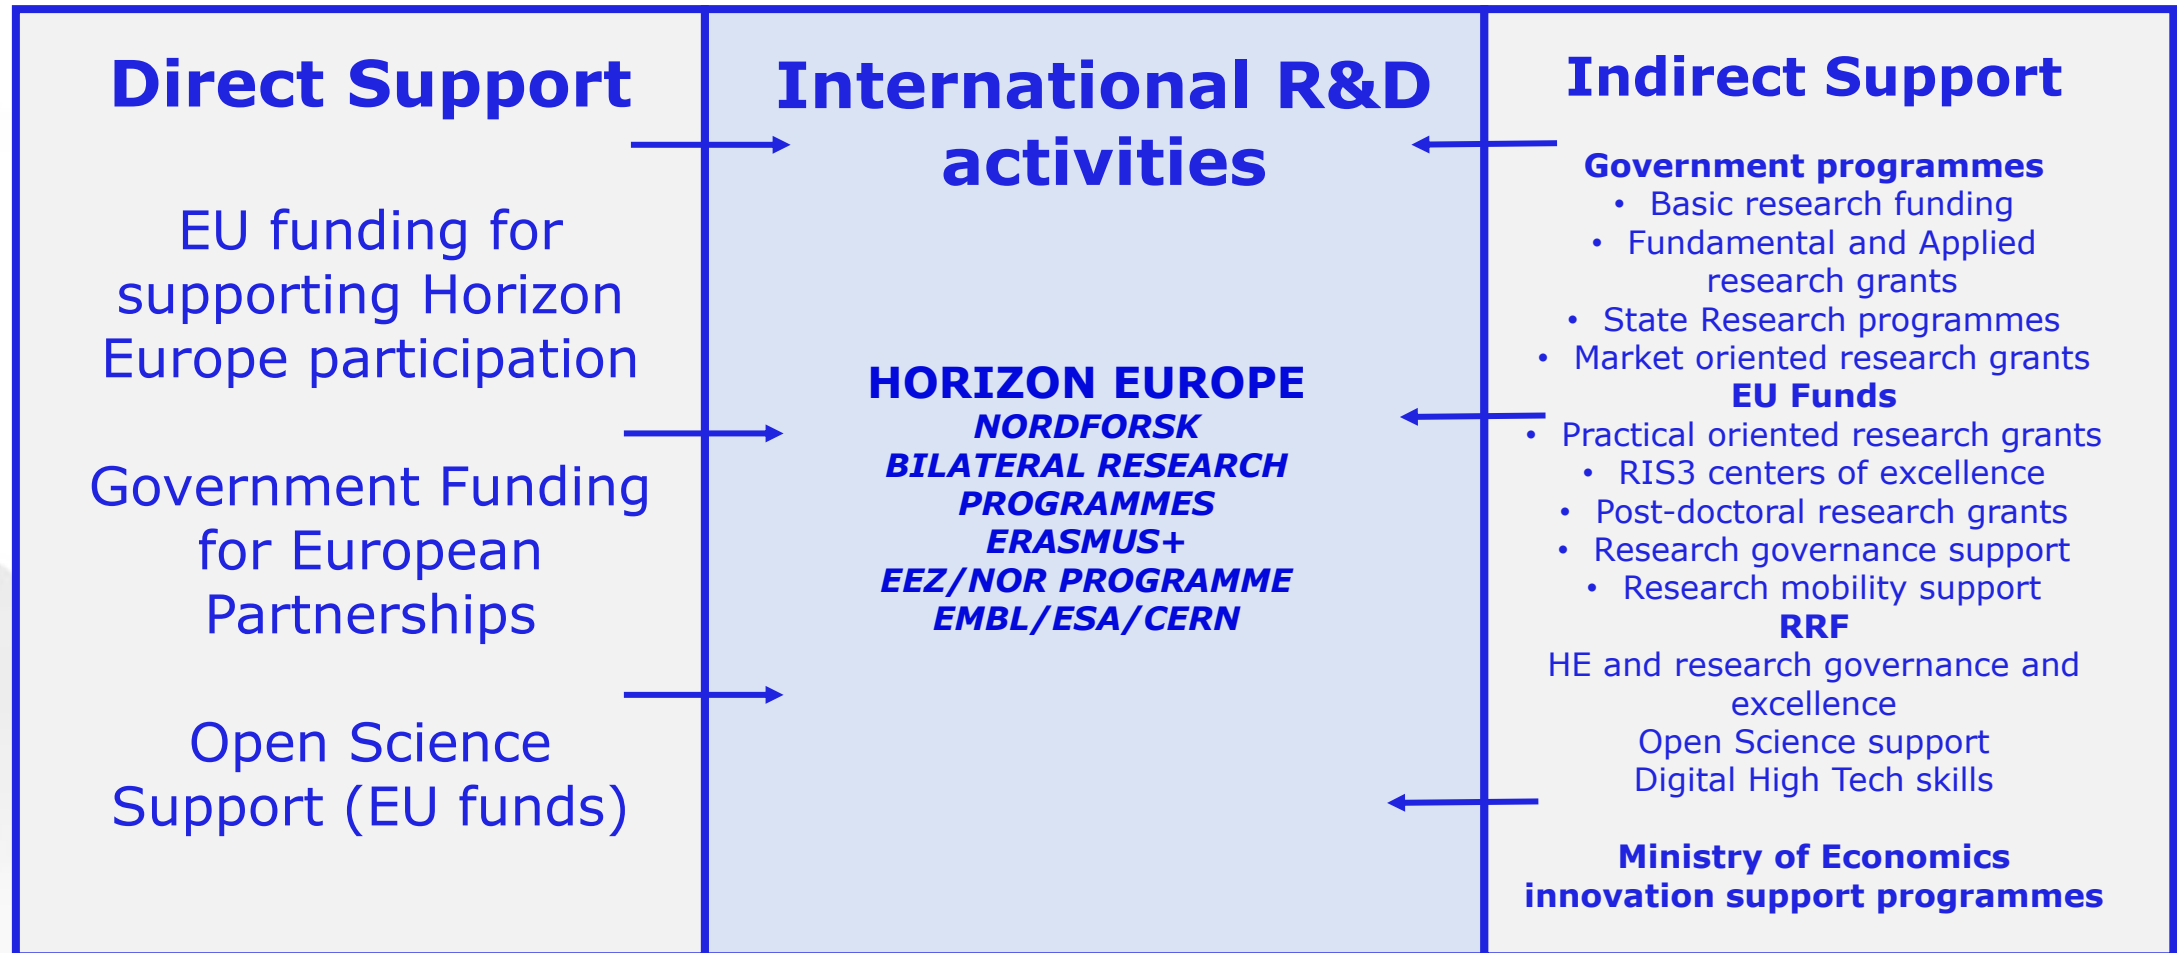 Direct Support
EU funding for
supporting Horizon
Europe participation
Government Funding
for European
Partnerships
Open Science
Support (EU funds)
International R&D
activities
HORIZON EUROPE
NORDFORSK
BILATERAL RESEARCH
PROGRAMMES
ERASMUS+
EEZ/NOR PROGRAMME
EMBL/ESA/CERN
Indirect Support
Government programmes
• Basic research funding
• Fundamental and Applied
research grants
• State Research programmes
• Market oriented research grants
EU Funds
• Practical oriented research grants
• RIS3 centers of excellence
• Post-doctoral research grants
• Research governance support
• Research mobility support
RRF
HE and research governance and
excellence
Open Science support
Digital High Tech skills
Ministry of Economics
innovation support programmes